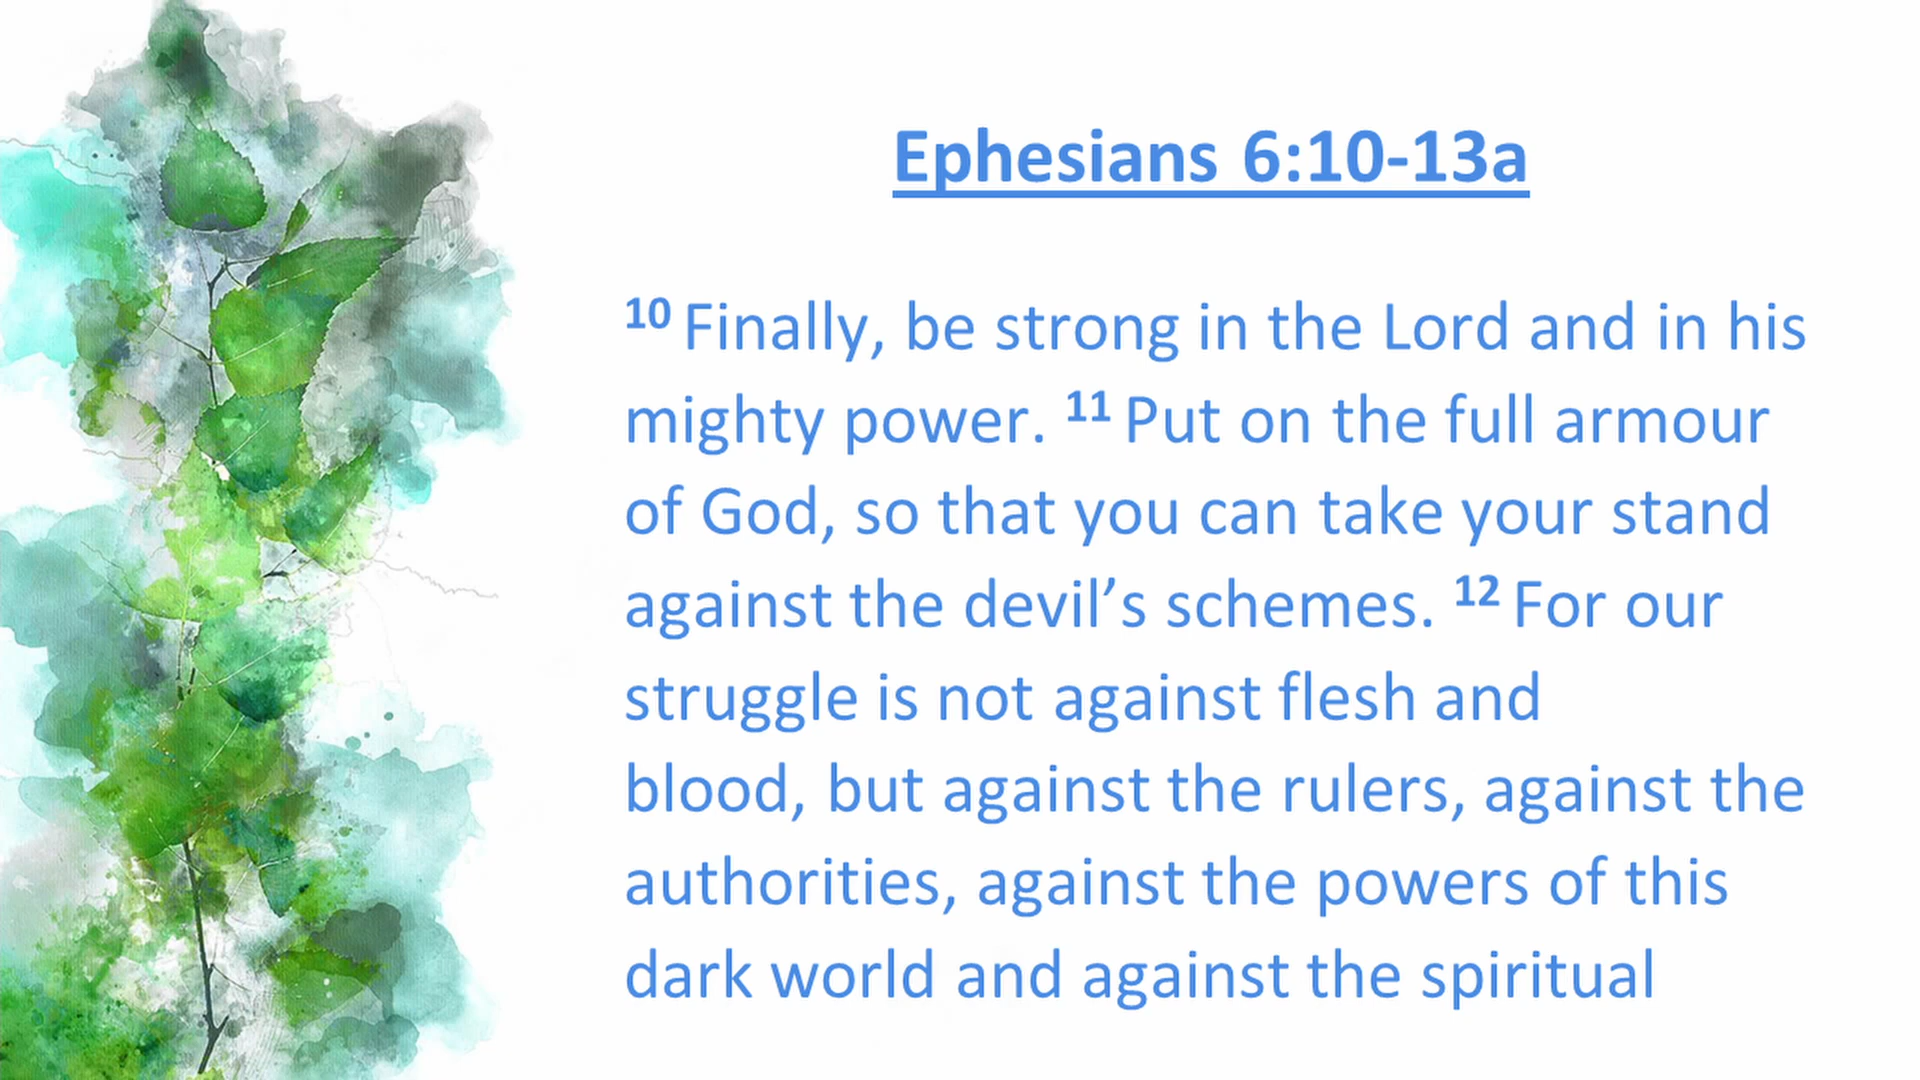 Ephesians 6:10-13a
10 Finally, be strong in the Lord and in his
mighty power. 11 Put on the full armour
of God, so that you can take your stand
against the devil’s schemes. 12 For our
struggle is not against flesh and
blood, but against the rulers, against the
authorities, against the powers of this
dark world and against the spiritual